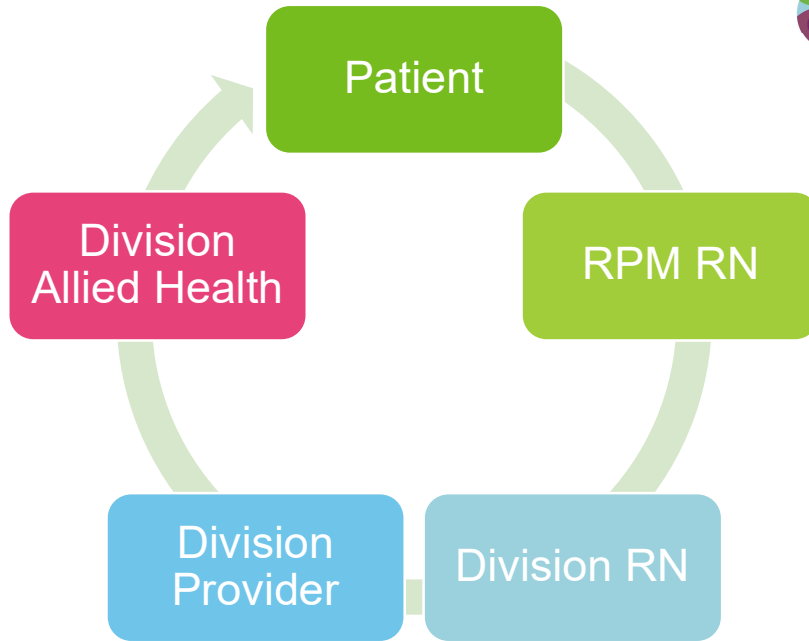 Patient
RPM RN
Division RN
Division
Provider
Division
Allied Health